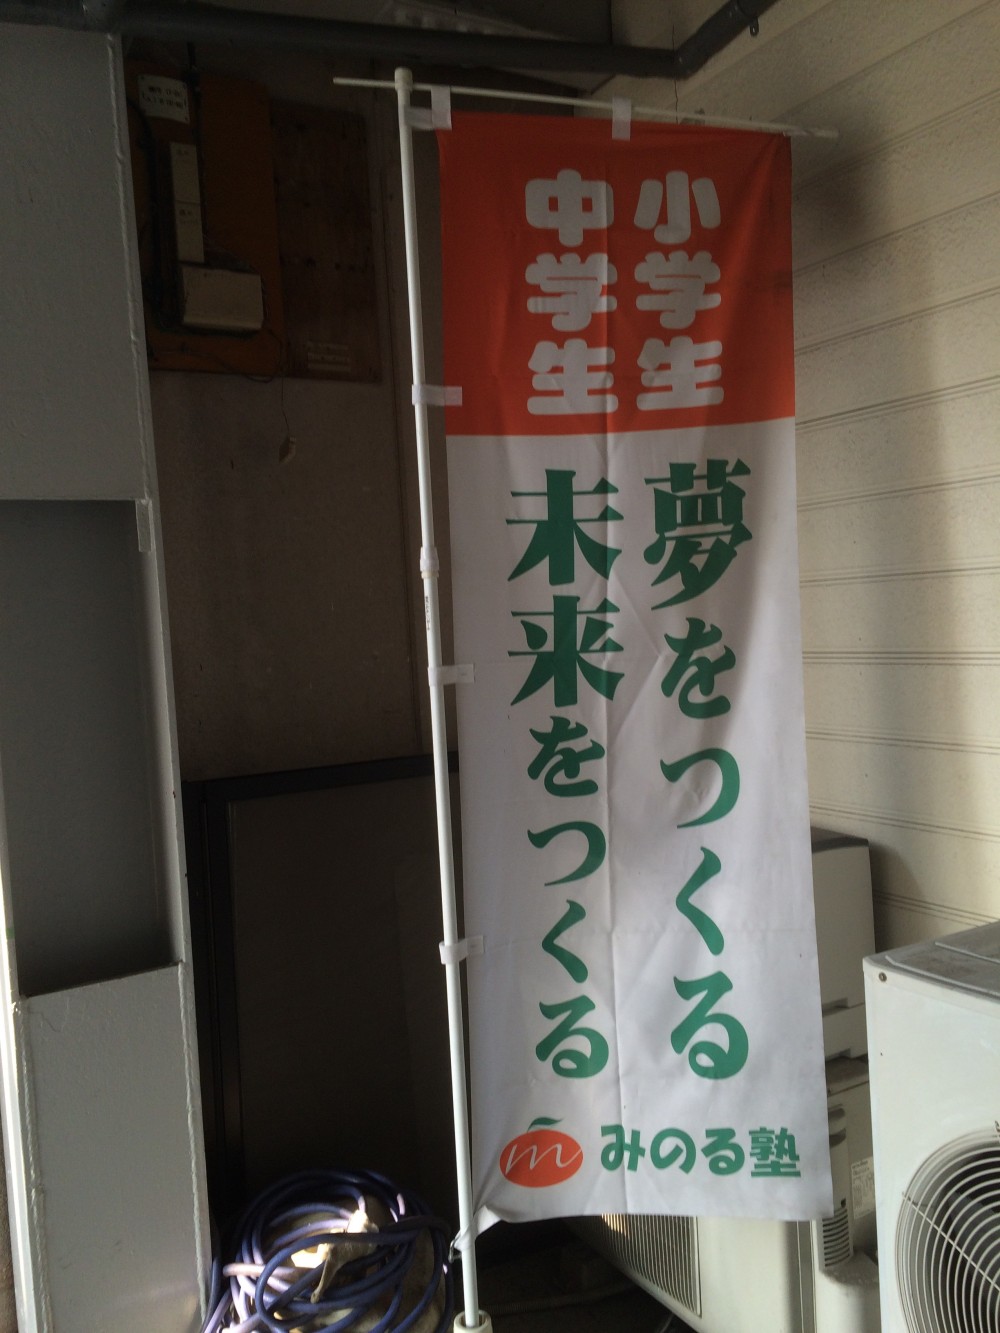 小学生
中学生
夢をつくる
未来をつくる
みのる塾